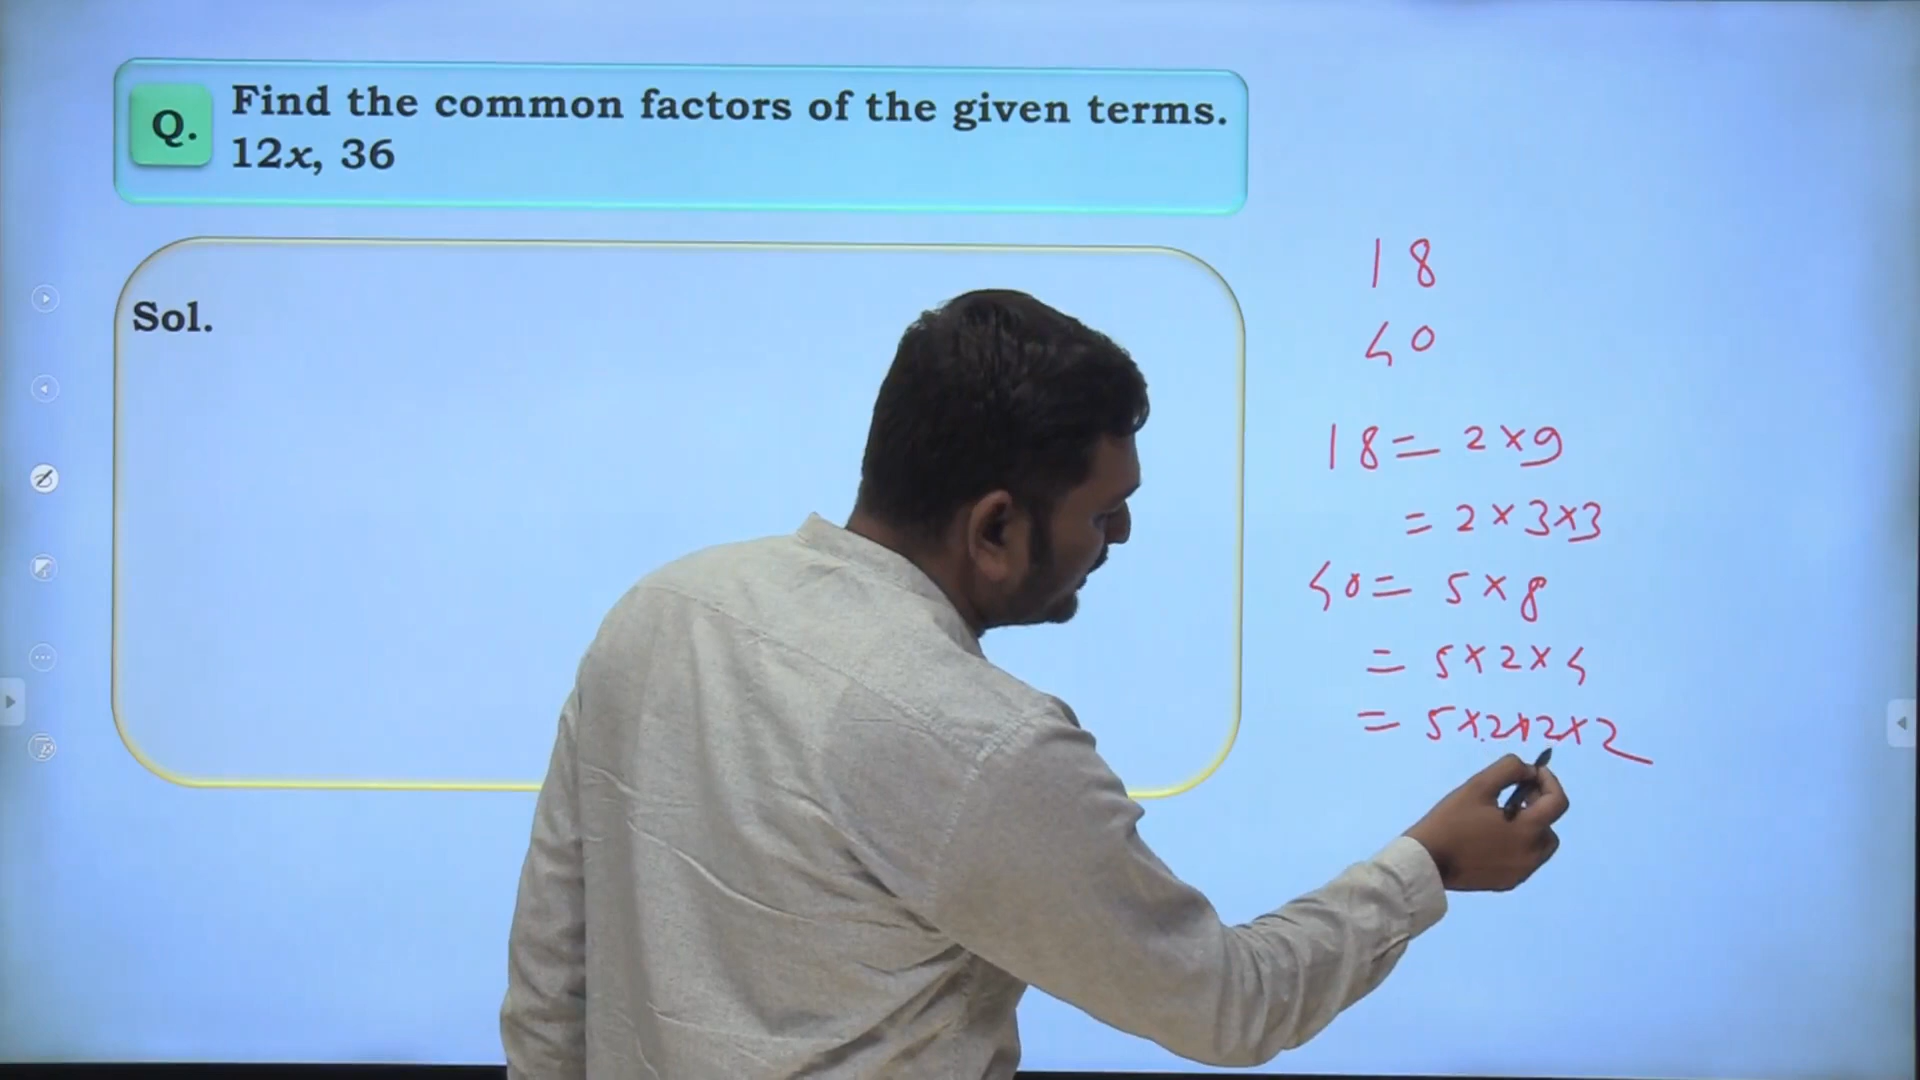 Q. Find the common factors of the given terms.
12x, 36
Sol.
18
40
18 = 2 × 9
= 2 × 3 × 3
40 = 5 × 8
= 5 × 2 × 4
= 5 × 2 × 2 × 2